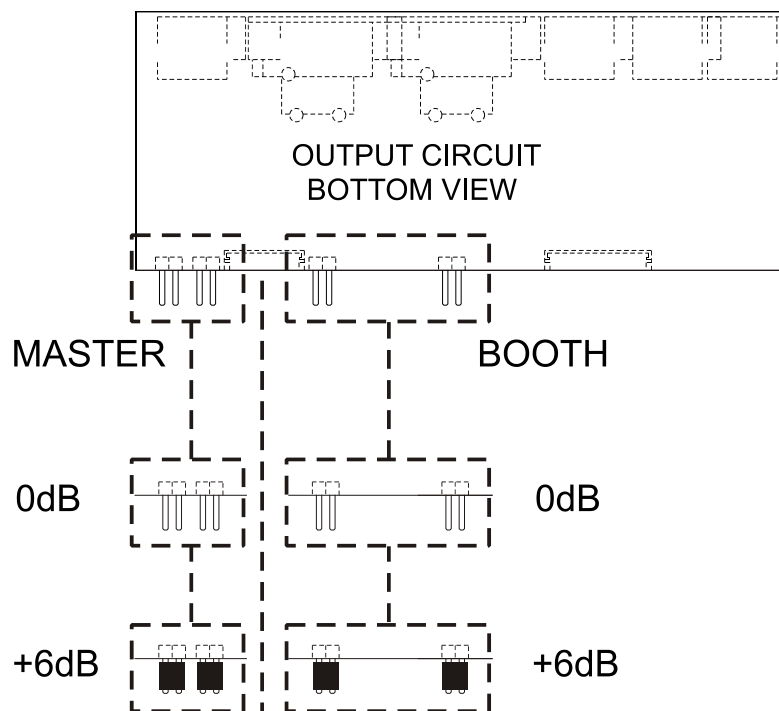 OUTPUT CIRCUIT
BOTTOM VIEW
MASTER
BOOTH
0dB
0dB
+6dB
+6dB